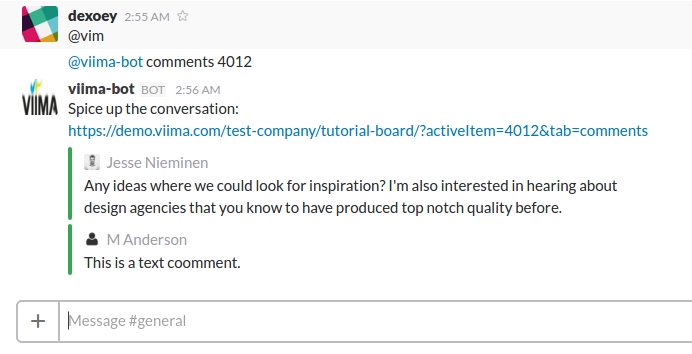 dexoey 2:55 AM
@vim
@viima-bot comments 4012
VIIMA viima-bot BOT 2:56 AM
Spice up the conversation:
https://demo.viima.com/test-company/tutorial-board/?activeItem=4012&tab=comments
Jesse Nieminen
Any ideas where we could look for inspiration? I'm also interested in hearing about
design agencies that you know to have produced top notch quality before.
M Anderson
This is a text coomment.
+ Message #general